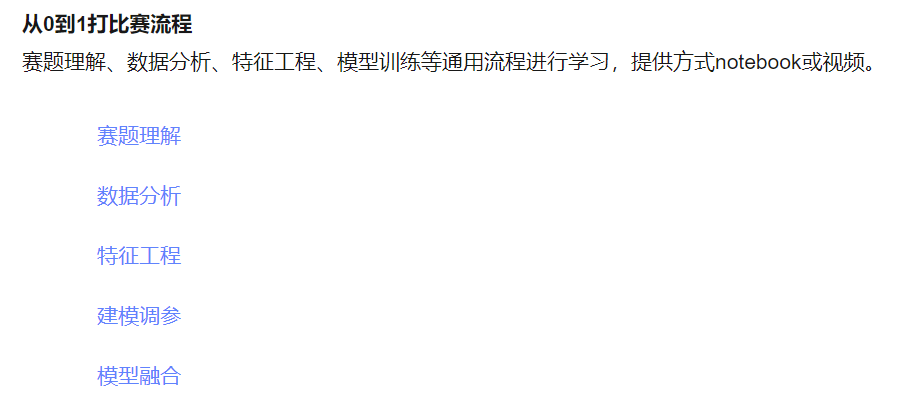 从0到1打比赛流程
赛题理解、数据分析、特征工程、模型训练等通用流程进行学习，提供方式notebook或视频。
赛题理解
数据分析
特征工程
建模调参
模型融合